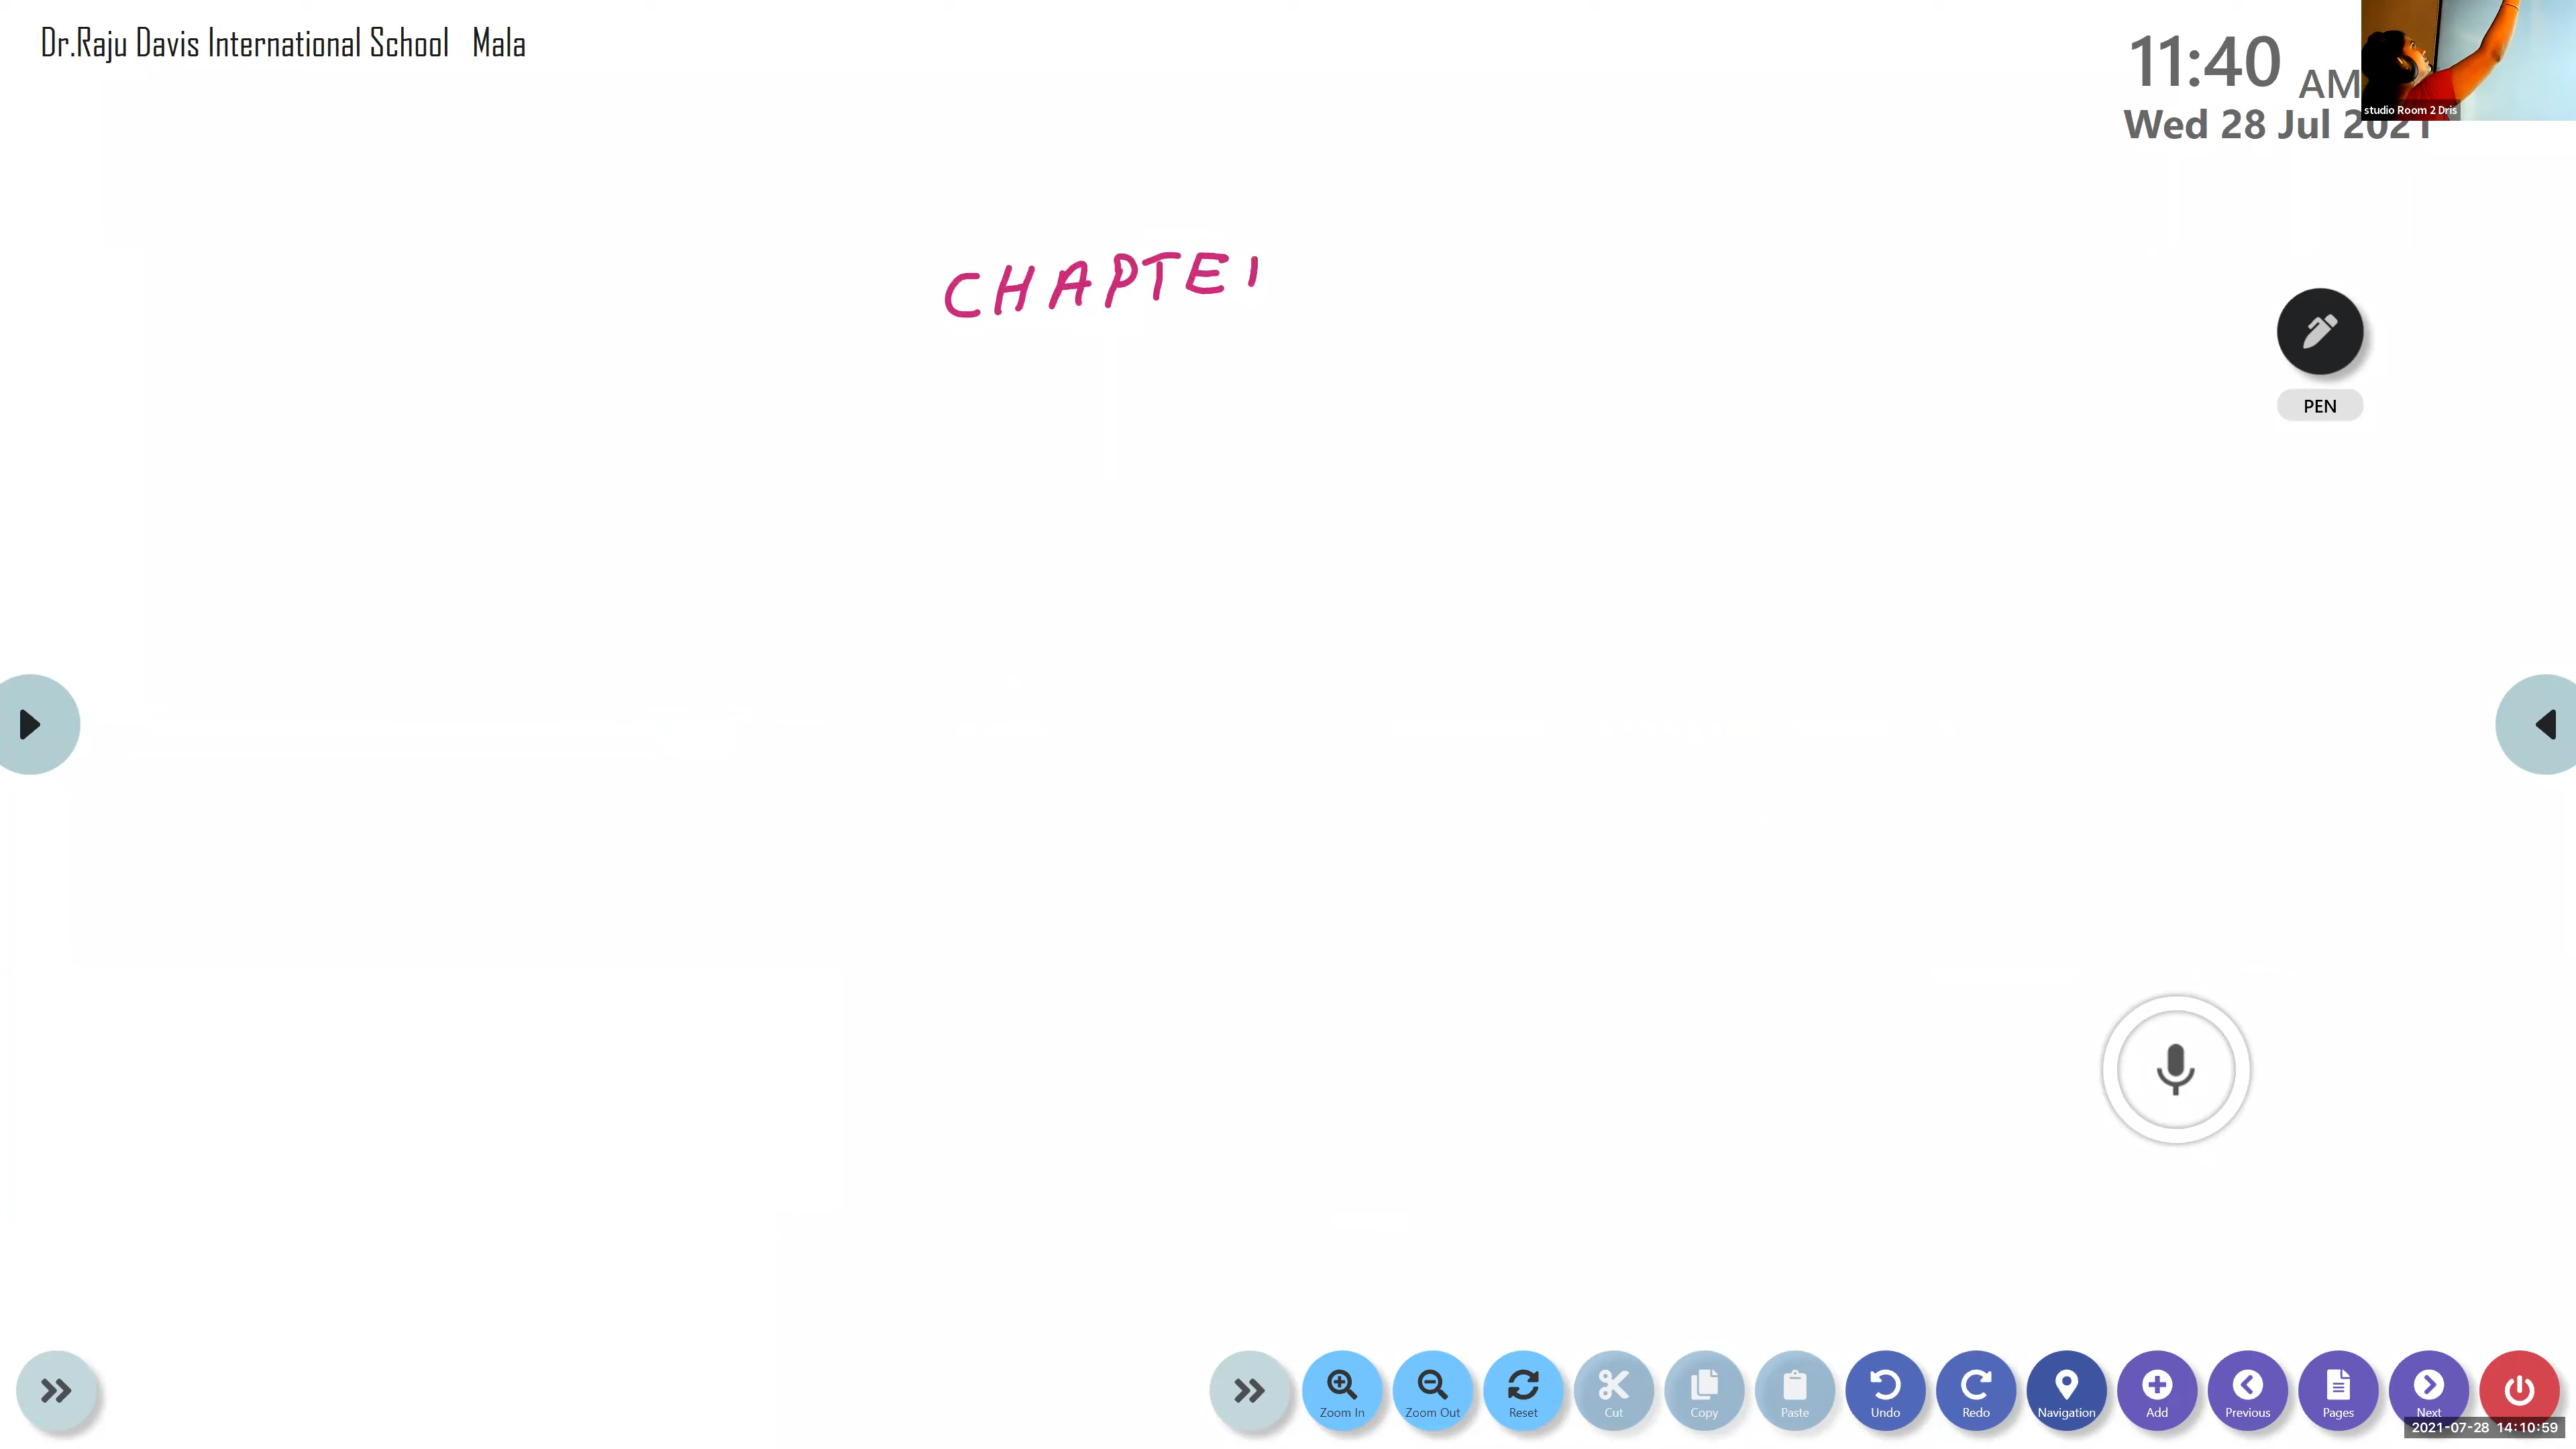 Dr.Raju Davis International School Mala
11:40 AM
Wed 28 Jul 2021
studio Room 2 Dris
CHAPTE
PEN
Zoom In
Zoom Out
Reset
Cut
Copy
Paste
Undo
Redo
Navigation
Add
Previous
Pages
Next
2021-07-28 14:10:59